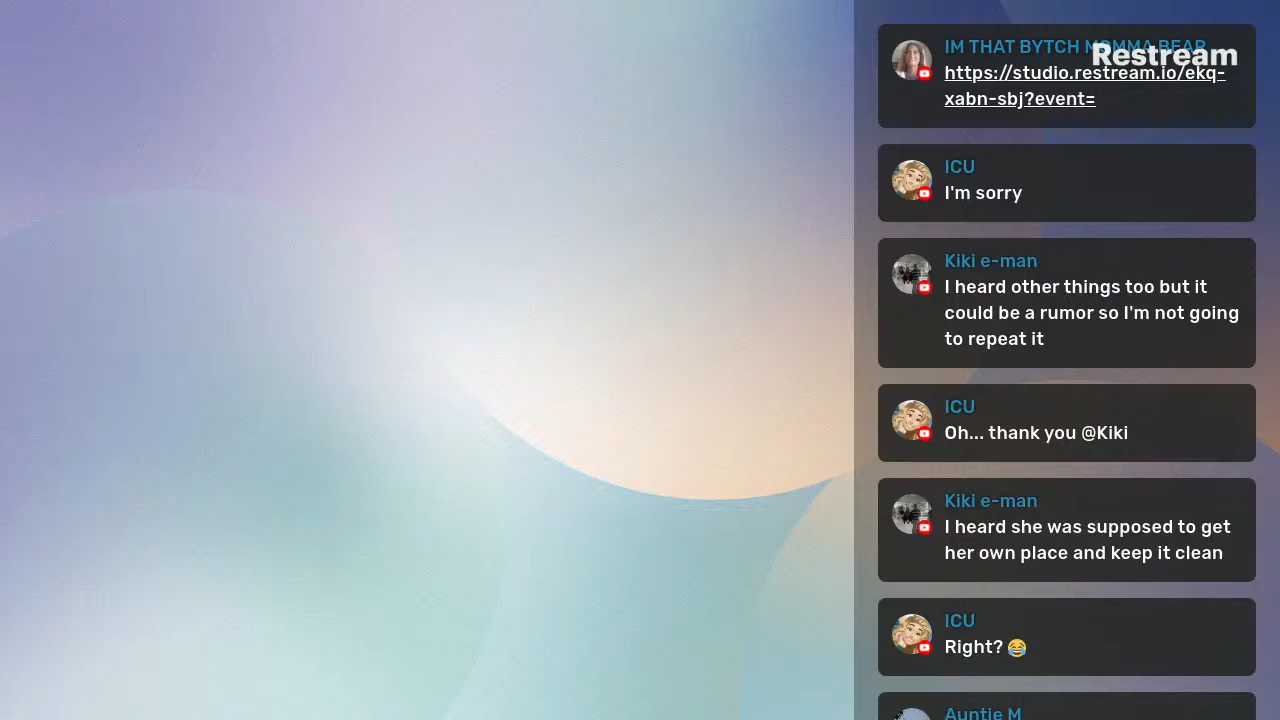 IM THAT BYTCH MOMMA BEAR
Restream
https://studio.restream.io/ekq-
xabn-sbj?event=
ICU
I'm sorry
Kiki e-man
I heard other things too but it
could be a rumor so I'm not going
to repeat it
ICU
Oh... thank you @Kiki
Kiki e-man
I heard she was supposed to get
her own place and keep it clean
ICU
Right? 😂
Auntie M